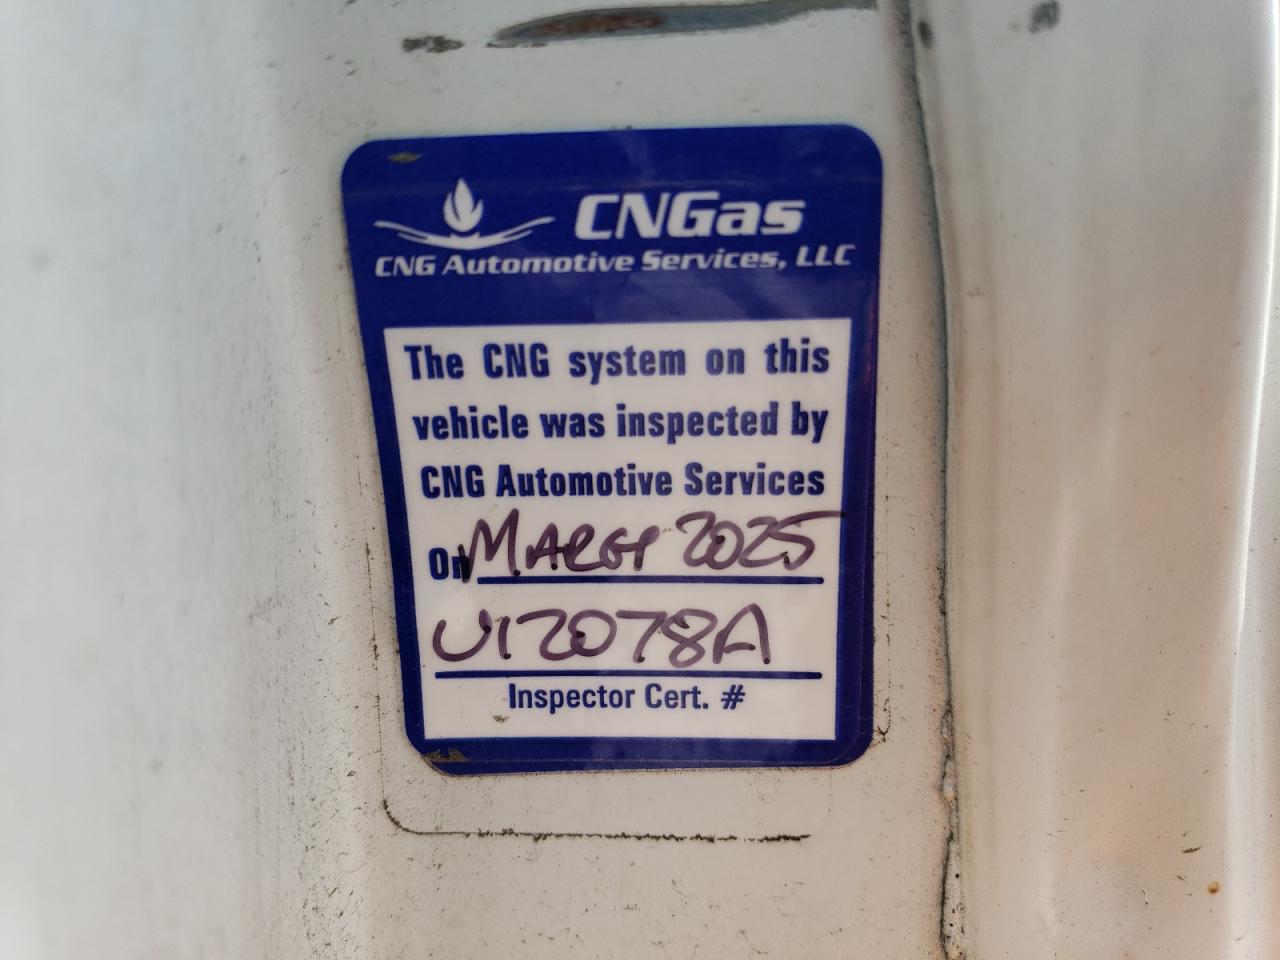 CNGas
CNG Automotive Services, LLC
The CNG system on this
vehicle was inspected by
CNG Automotive Services
On MARCH 2025
U12078A
Inspector Cert. #